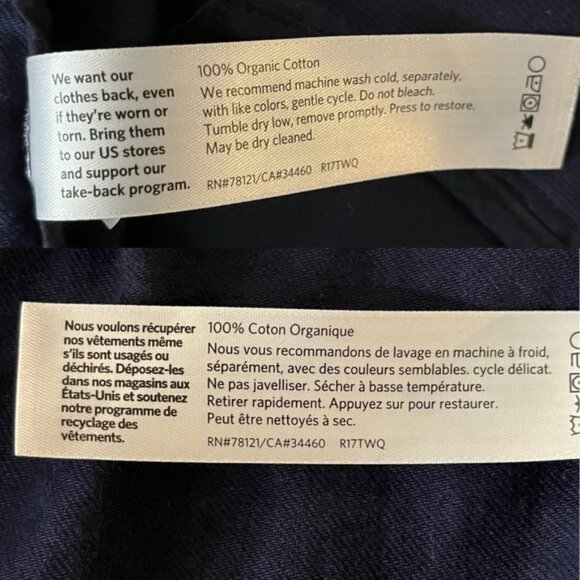 We want our
clothes back, even
if they're worn or
torn. Bring them
to our US stores
and support our
take-back program.
100% Organic Cotton
We recommend machine wash cold, separately,
with like colors, gentle cycle. Do not bleach.
Tumble dry low, remove promptly. Press to restore.
May be dry cleaned.
RN#78121/CA#34460 R17TWQ
Nous voulons récupérer
nos vêtements même
s'ils sont usagés ou
déchirés. Déposez-les
dans nos magasins aux
États-Unis et soutenez
notre programme de
recyclage des
vêtements.
100% Coton Organique
Nous vous recommandons de lavage en machine à froid,
séparément, avec des couleurs semblables. cycle délicat.
Ne pas javelliser. Sécher à basse température.
Retirer rapidement. Appuyez sur pour restaurer.
Peut être nettoyés à sec.
RN#78121/CA#34460 R17TWQ